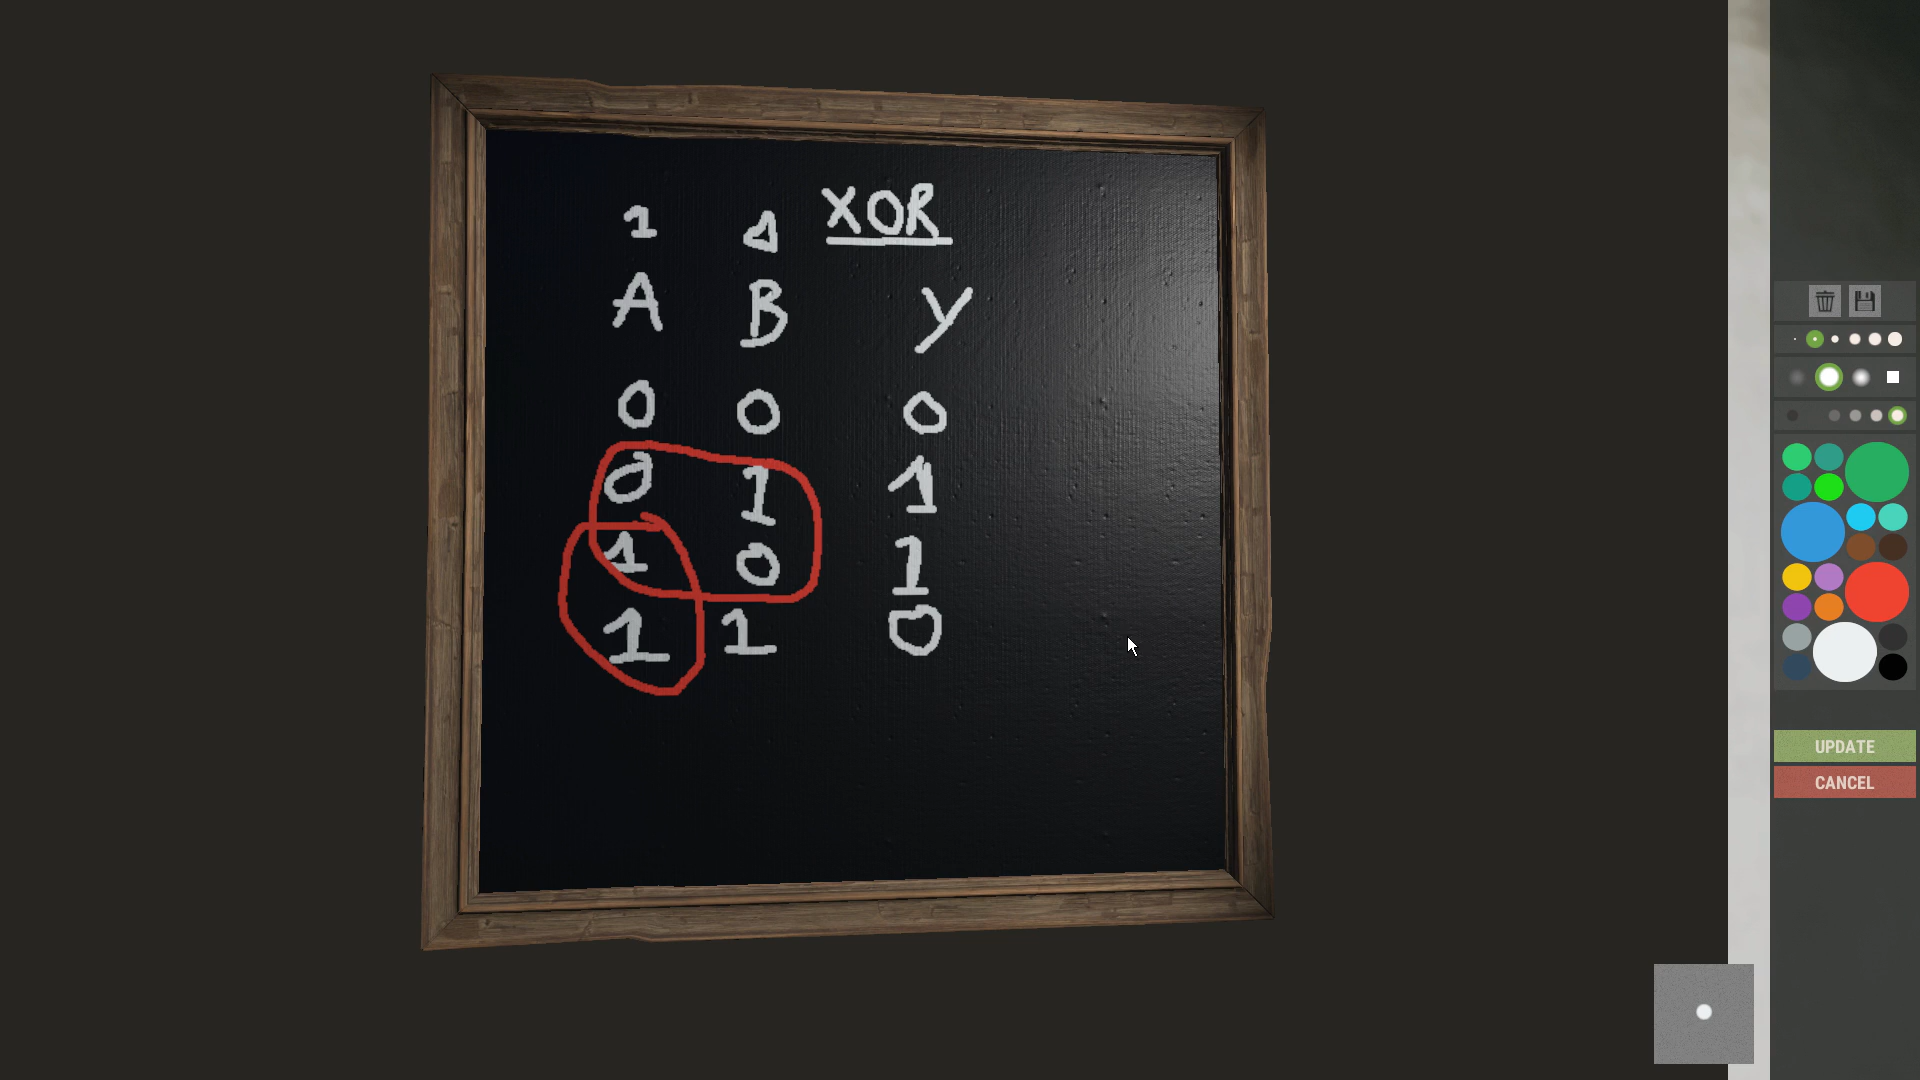 XOR
1 1
A B Y
0 0 0
0 1 1
1 0 1
1 1 0
UPDATE
CANCEL